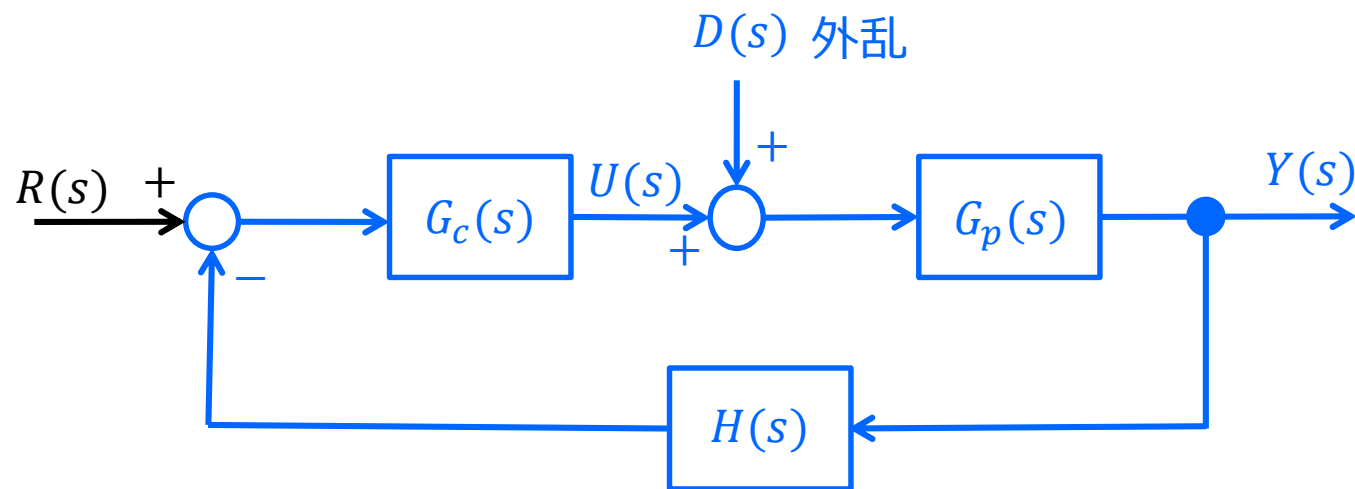 D(s) 外乱
R(s)
+
−
G_c(s)
U(s)
+
+
G_p(s)
Y(s)
H(s)